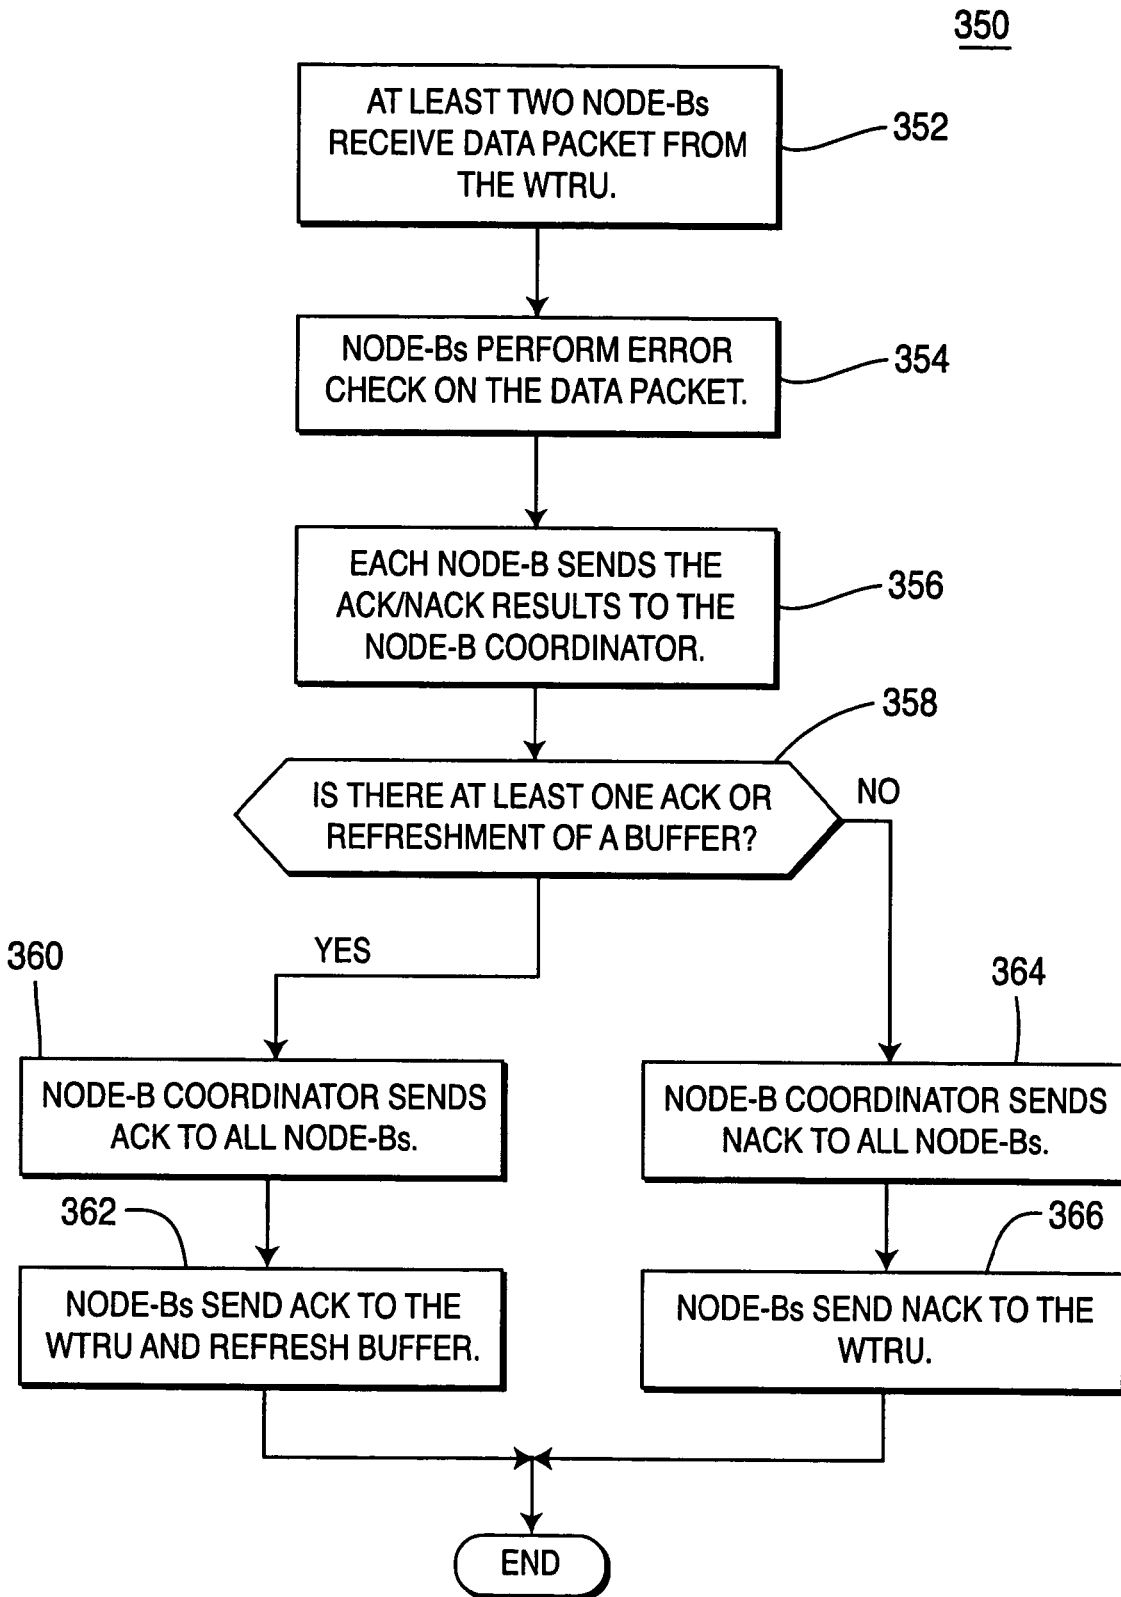 350
AT LEAST TWO NODE-Bs
RECEIVE DATA PACKET FROM
THE WTRU.
352
NODE-Bs PERFORM ERROR
CHECK ON THE DATA PACKET.
354
EACH NODE-B SENDS THE
ACK/NACK RESULTS TO THE
NODE-B COORDINATOR.
356
358
IS THERE AT LEAST ONE ACK OR
REFRESHMENT OF A BUFFER?
NO
YES
360
364
NODE-B COORDINATOR SENDS
ACK TO ALL NODE-Bs.
NODE-B COORDINATOR SENDS
NACK TO ALL NODE-Bs.
362
366
NODE-Bs SEND ACK TO THE
WTRU AND REFRESH BUFFER.
NODE-Bs SEND NACK TO THE
WTRU.
END